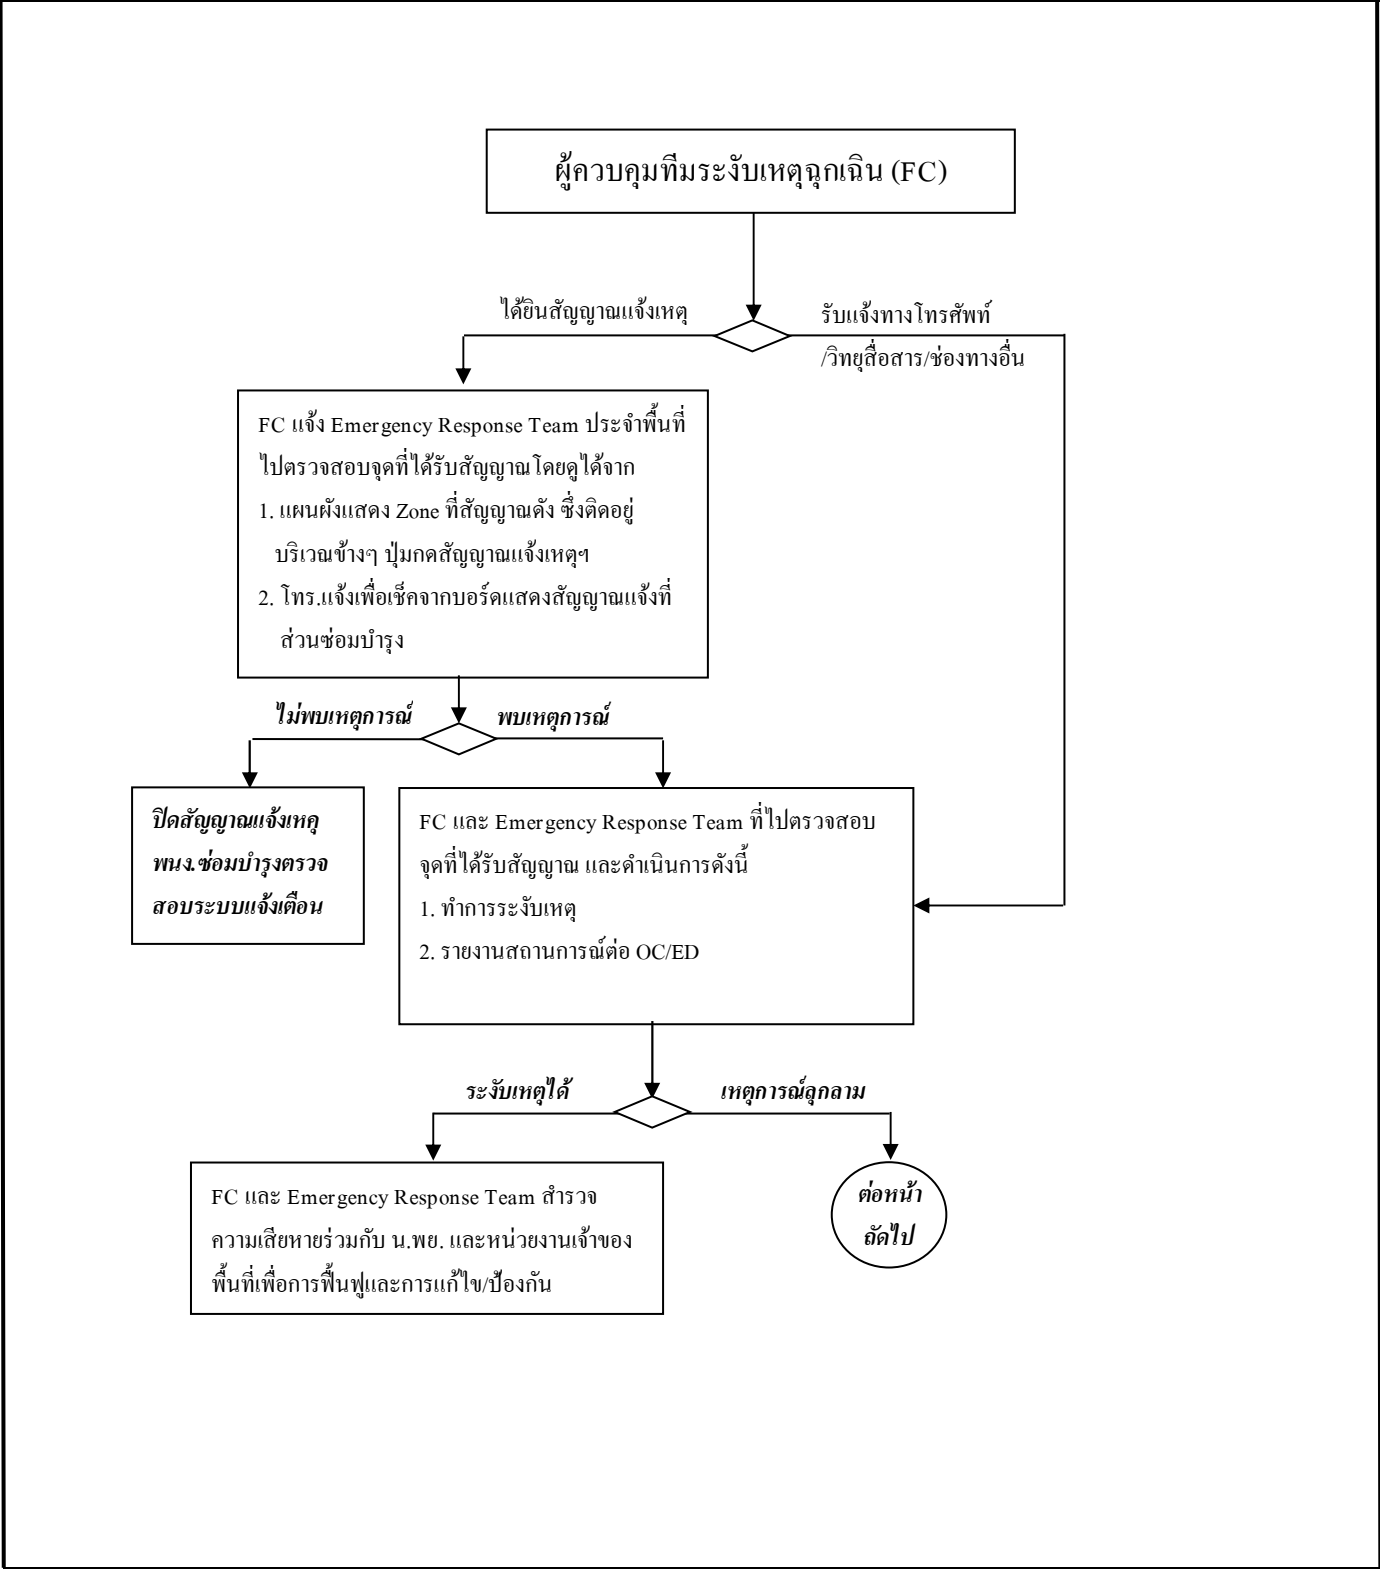 ผู้ควบคุมทีมระงับเหตุฉุกเฉิน (FC)
ได้ยินสัญญาณแจ้งเหตุ
รับแจ้งทางโทรศัพท์
/วิทยุสื่อสาร/ช่องทางอื่น
FC แจ้ง Emergency Response Team ประจำพื้นที่
ไปตรวจสอบจุดที่ได้รับสัญญาณโดยดูได้จาก
1. แผนผังแสดง Zone ที่สัญญาณดัง ซึ่งติดอยู่
บริเวณข้างๆ ปุ่มกดสัญญาณแจ้งเหตุฯ
2. โทร.แจ้งเพื่อเช็คจากบอร์ดแสดงสัญญาณแจ้งที่
ส่วนซ่อมบำรุง
ไม่พบเหตุการณ์
พบเหตุการณ์
ปิดสัญญาณแจ้งเหคุ
พนง.ซ่อมบำรุงตรวจ
สอบระบบแจ้งเตือน
FC และ Emergency Response Team ที่ไปตรวจสอบ
จุดที่ได้รับสัญญาณ และดำเนินการดังนี้
1. ทำการระงับเหตุ
2. รายงานสถานการณ์ต่อ OC/ED
ระงับเหตุได้
เหตุการณ์ลุกลาม
FC และ Emergency Response Team สำรวจ
ความเสียหายร่วมกับ น.พย. และหน่วยงานเจ้าของ
พื้นที่เพื่อการฟื้นฟูและการแก้ไข/ป้องกัน
ต่อหน้า
ถัดไป